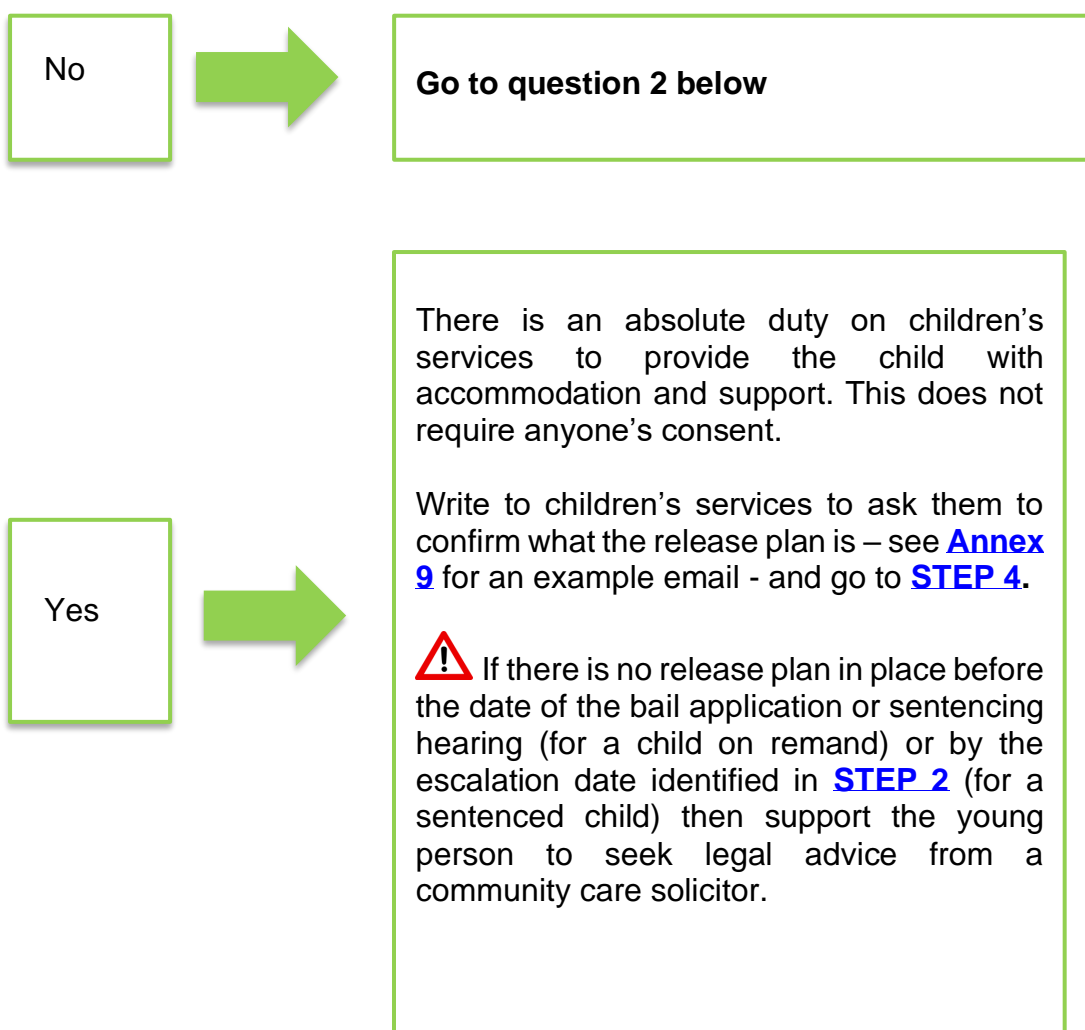 No
Go to question 2 below
There is an absolute duty on children’s
services to provide the child with
accommodation and support. This does not
require anyone’s consent.
Write to children’s services to ask them to
confirm what the release plan is – see Annex
9 for an example email - and go to STEP 4.
Yes
If there is no release plan in place before
the date of the bail application or sentencing
hearing (for a child on remand) or by the
escalation date identified in STEP 2 (for a
sentenced child) then support the young
person to seek legal advice from a
community care solicitor.